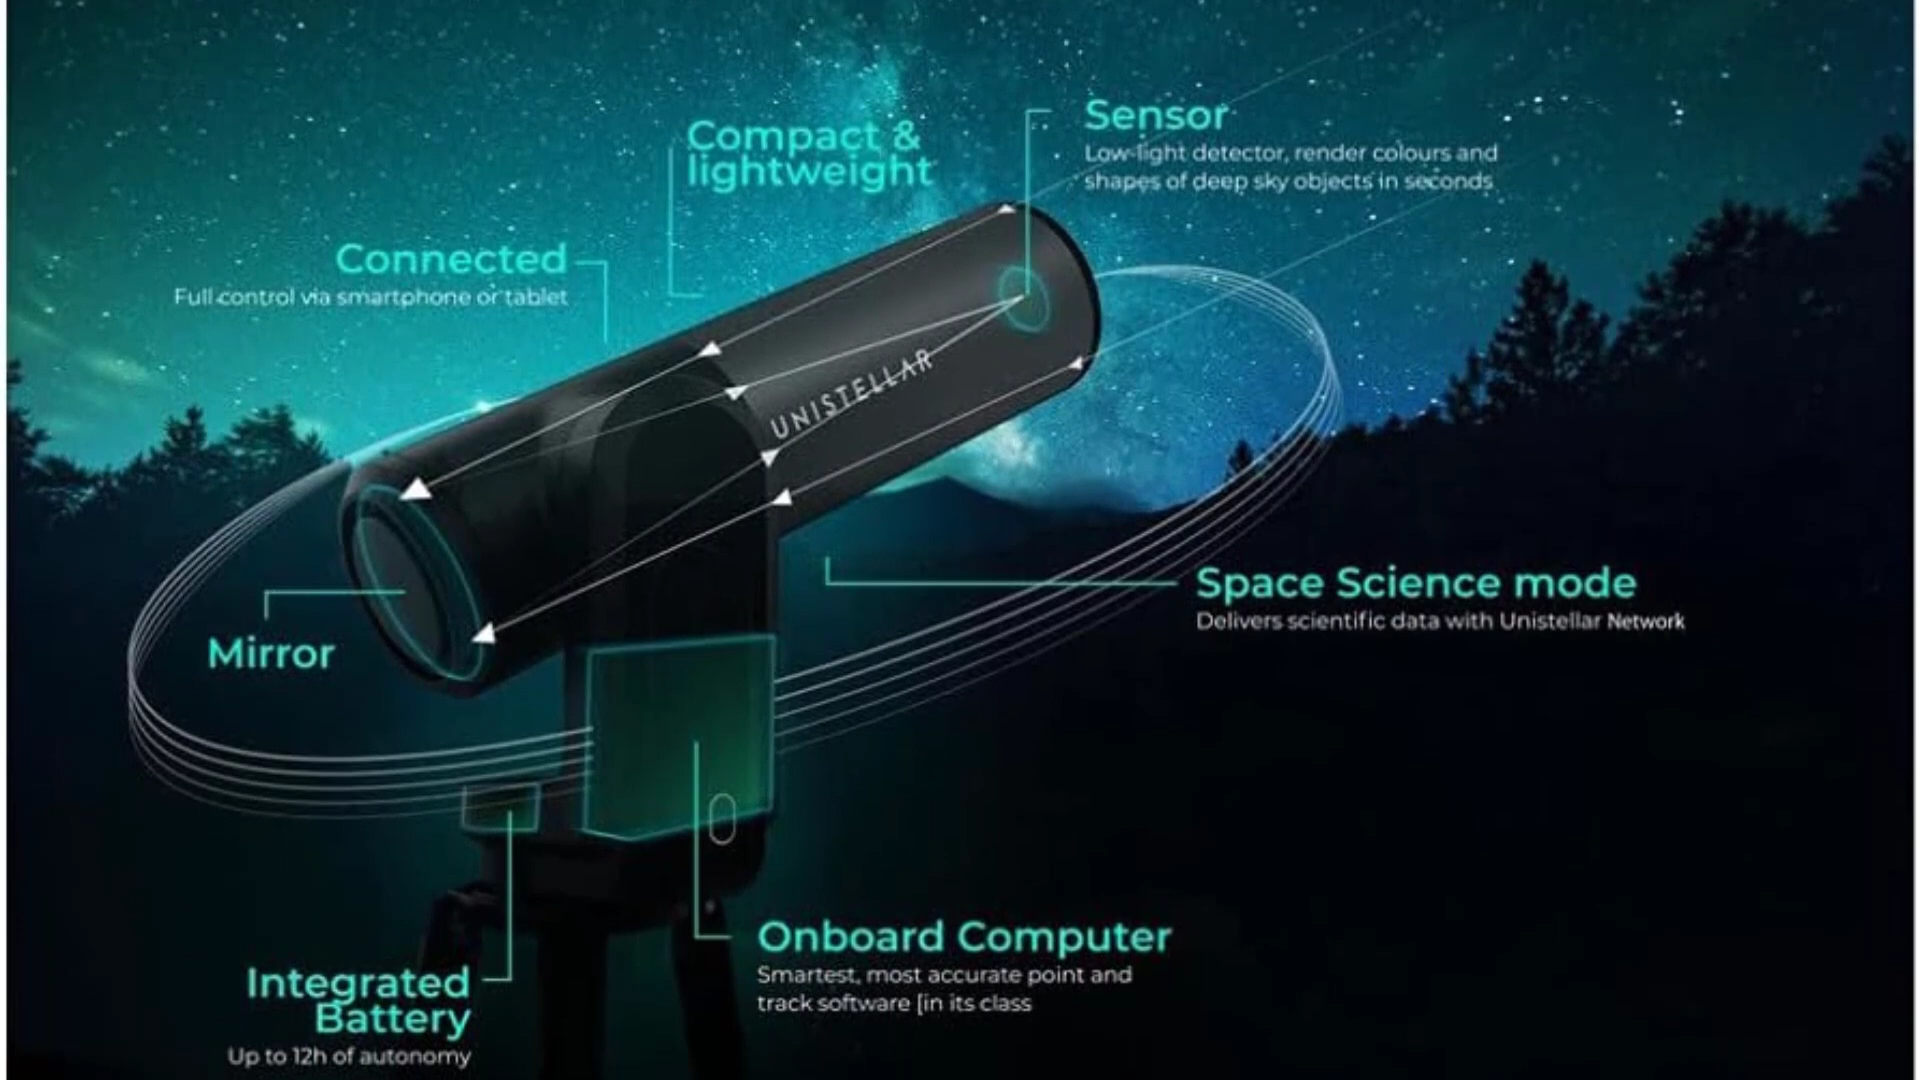 Sensor
Low-light detector, render colours and
shapes of deep sky objects in seconds
Compact &
lightweight
Connected
Full control via smartphone or tablet
UNISTELLAR
Space Science mode
Delivers scientific data with Unistellar Network
Mirror
Onboard Computer
Smartest, most accurate point and
track software [in its class
Integrated
Battery
Up to 12h of autonomy